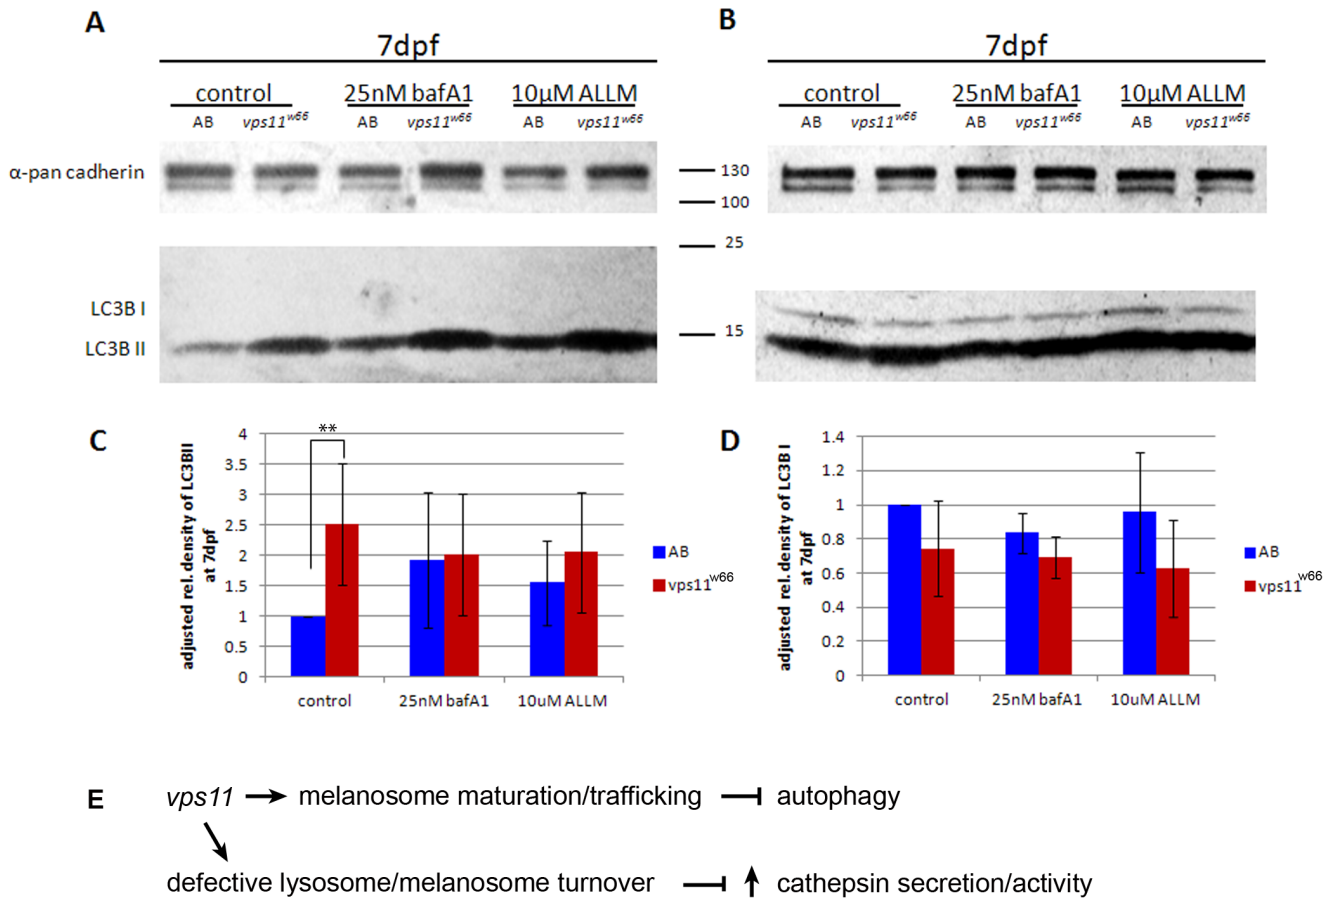 A
7dpf
control 25nM bafA1 10μM ALLM
AB vps11w66 AB vps11w66 AB vps11w66
α-pan cadherin
LC3B I
LC3B II
130
100
25
15
B
7dpf
control 25nM bafA1 10μM ALLM
AB vps11w66 AB vps11w66 AB vps11w66
C
adjusted rel. density of LC3BII
at 7dpf
4
3.5
3
2.5
2
1.5
1
0.5
0
**
control 25nM bafA1 10uM ALLM
AB
vps11w66
D
adjusted rel. density of LC3B I
at 7dpf
1.4
1.2
1
0.8
0.6
0.4
0.2
0
control 25nM bafA1 10uM ALLM
AB
vps11w66
E
vps11 melanosome maturation/trafficking autophagy
defective lysosome/melanosome turnover cathepsin secretion/activity